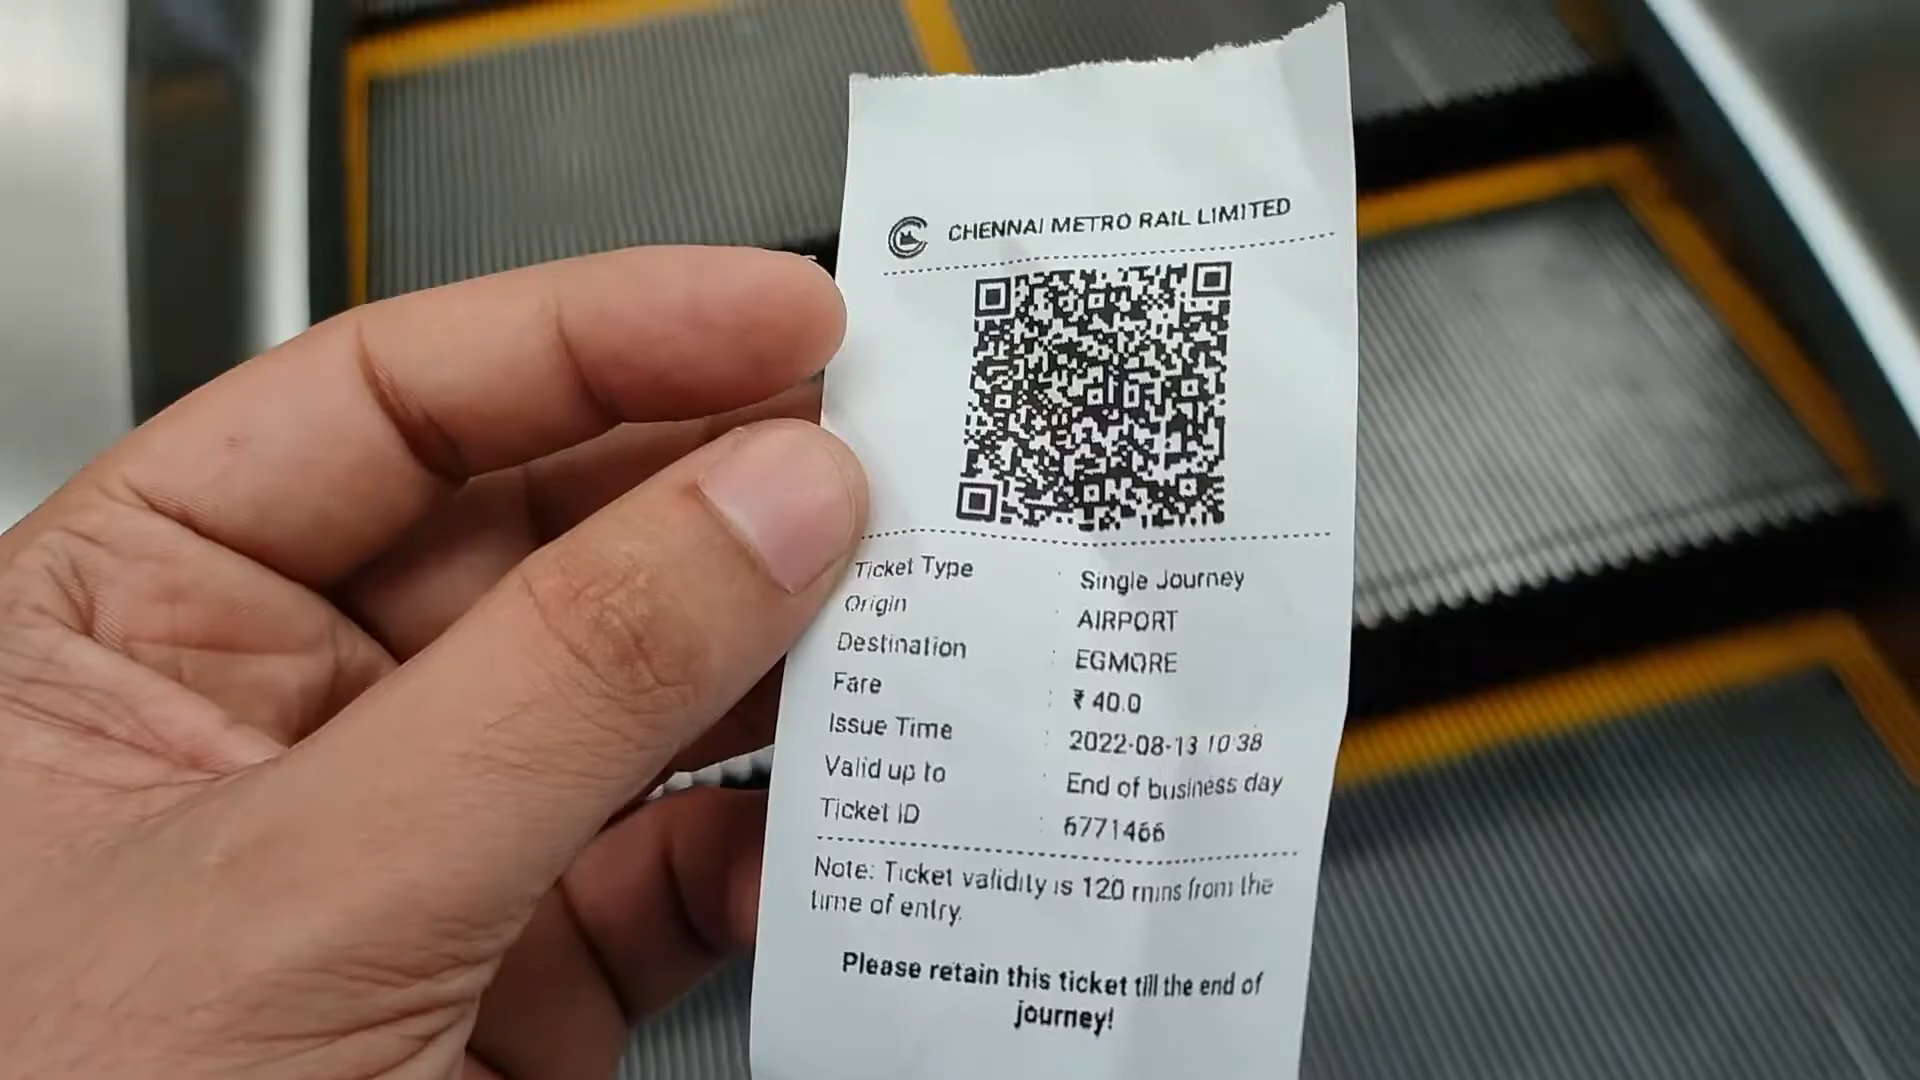 CHENNAI METRO RAIL LIMITED
Ticket Type : Single Journey
Origin : AIRPORT
Destination : EGMORE
Fare : ₹ 40.0
Issue Time : 2022-08-13 10:38
Valid up to : End of business day
Ticket ID : 6771466
Note: Ticket validity is 120 mins from the
time of entry.
Please retain this ticket till the end of
journey!